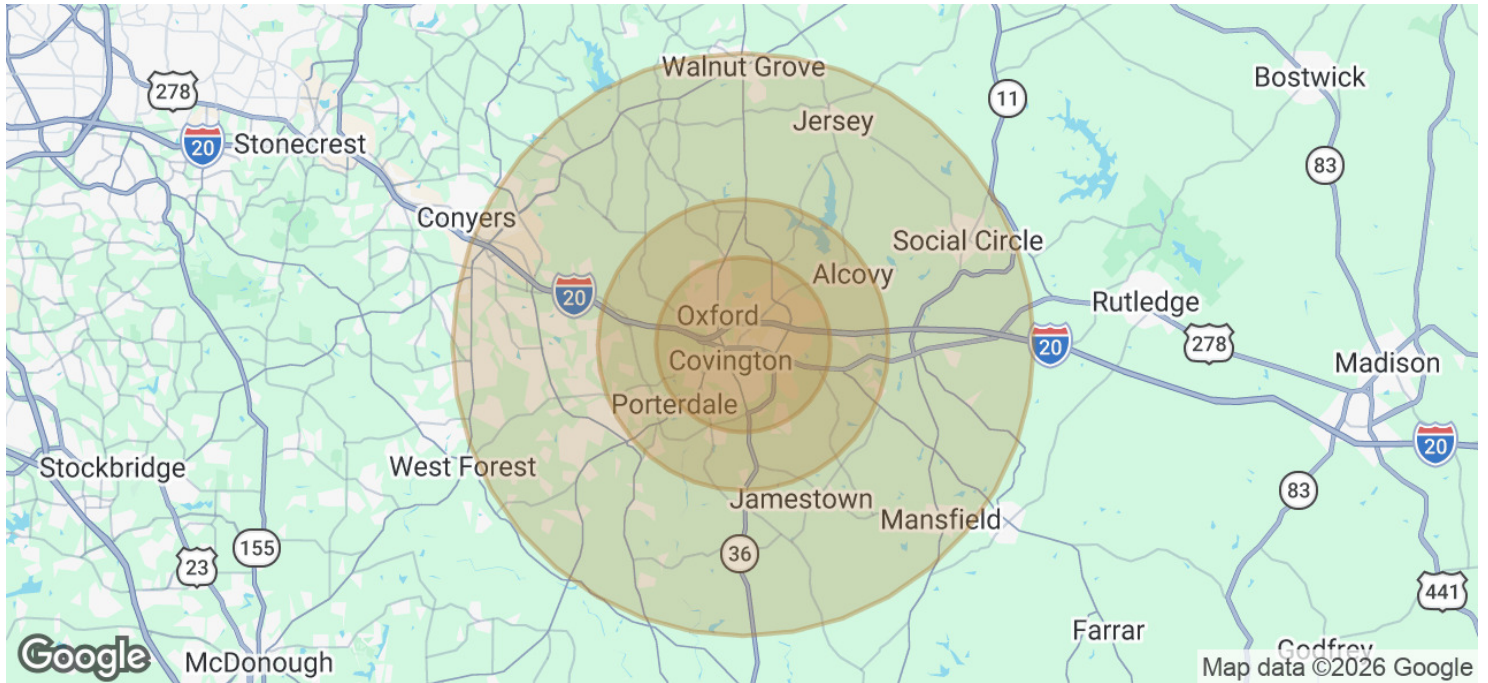 Walnut Grove
Bostwick
278
11
Jersey
20
Stonecrest
83
Conyers
Social Circle
Alcovy
20
Rutledge
Oxford
278
20
Covington
Madison
Porterdale
20
Stockbridge
West Forest
83
Jamestown
Mansfield
155
36
23
441
Farrar
Godfrey
Google
McDonough
Map data ©2026 Google